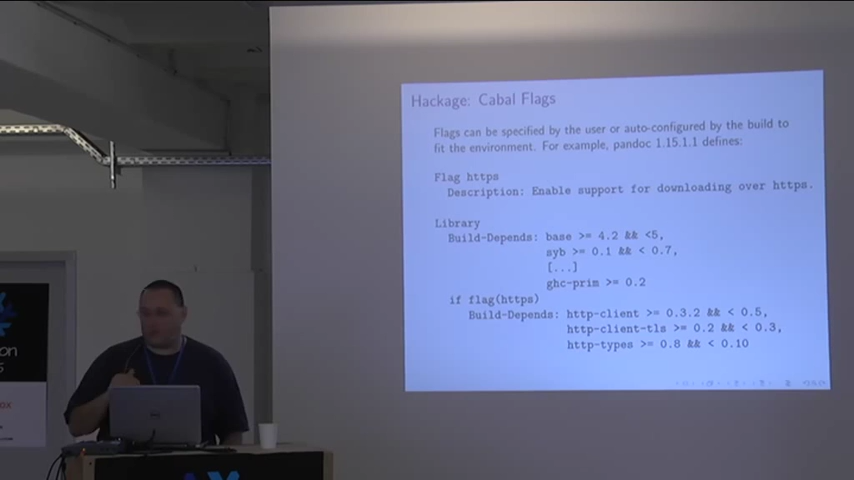 Hackage: Cabal Flags
Flags can be specified by the user or auto-configured by the build to
fit the environment. For example, pandoc 1.15.1.1 defines:
Flag https
Description: Enable support for downloading over https.
Library
Build-Depends: base >= 4.2 && <5,
syb >= 0.1 && < 0.7,
[...]
ghc-prim >= 0.2
if flag(https)
Build-Depends: http-client >= 0.3.2 && < 0.5,
http-client-tls >= 0.2 && < 0.3,
http-types >= 0.8 && < 0.10